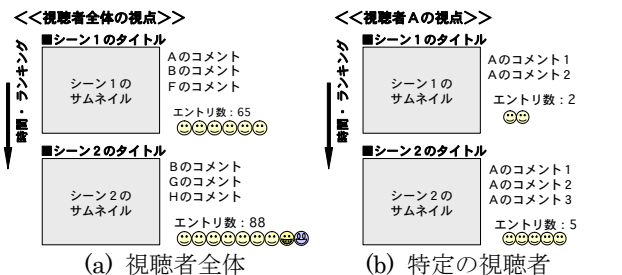 <<視聴者全体の視点>>
時間・ランキング
■シーン１のタイトル
シーン１の
サムネイル
Aのコメント
Bのコメント
Fのコメント
エントリ数：65
■シーン２のタイトル
シーン２の
サムネイル
Bのコメント
Gのコメント
Hのコメント
エントリ数：88
(a) 視聴者全体
<<視聴者Aの視点>>
時間・ランキング
■シーン１のタイトル
シーン１の
サムネイル
Aのコメント１
Aのコメント２
エントリ数：2
■シーン２のタイトル
シーン２の
サムネイル
Aのコメント１
Aのコメント２
Aのコメント３
エントリ数：5
(b) 特定の視聴者